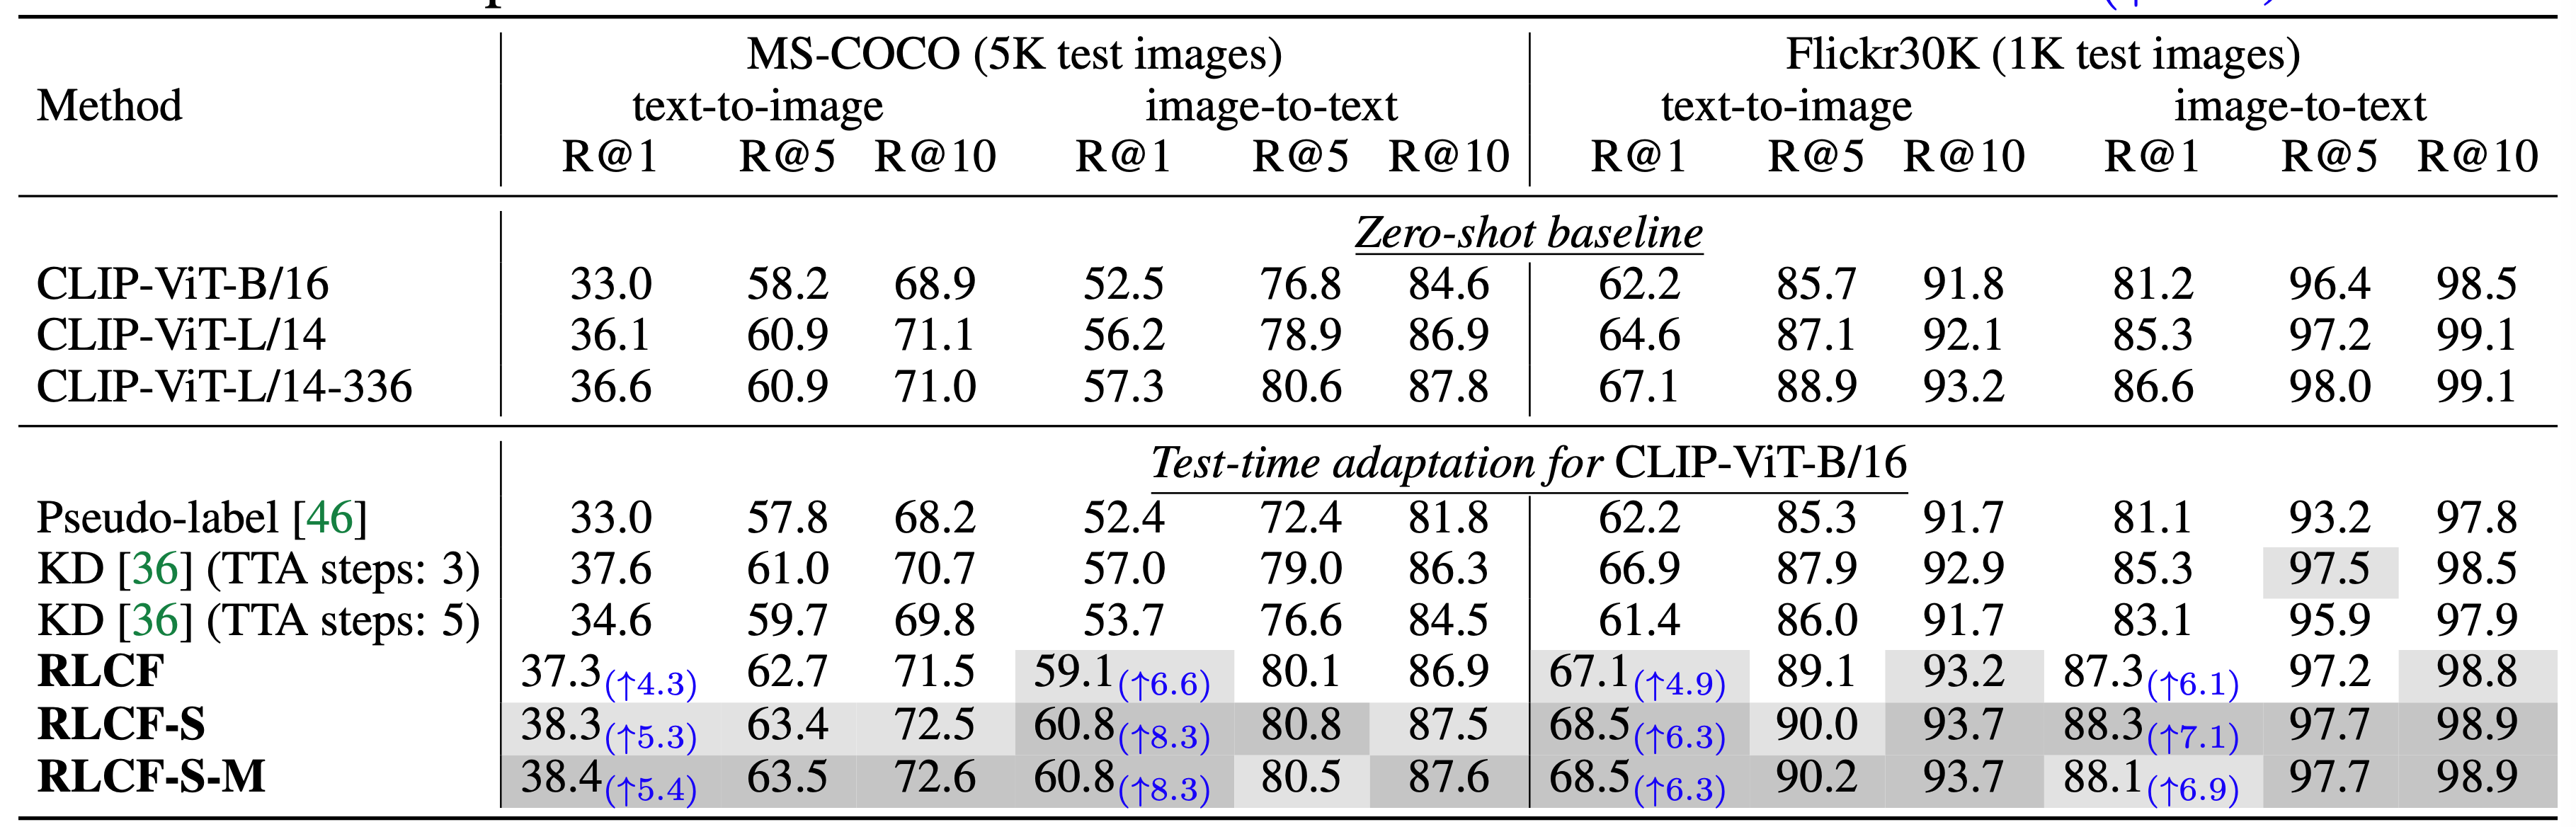 MS-COCO (5K test images) Flickr30K (1K test images)
Method text-to-image image-to-text text-to-image image-to-text
R@1 R@5 R@10 R@1 R@5 R@10 R@1 R@5 R@10 R@1 R@5 R@10
Zero-shot baseline
CLIP-ViT-B/16 33.0 58.2 68.9 52.5 76.8 84.6 62.2 85.7 91.8 81.2 96.4 98.5
CLIP-ViT-L/14 36.1 60.9 71.1 56.2 78.9 86.9 64.6 87.1 92.1 85.3 97.2 99.1
CLIP-ViT-L/14-336 36.6 60.9 71.0 57.3 80.6 87.8 67.1 88.9 93.2 86.6 98.0 99.1
Test-time adaptation for CLIP-ViT-B/16
Pseudo-label [46] 33.0 57.8 68.2 52.4 72.4 81.8 62.2 85.3 91.7 81.1 93.2 97.8
KD [36] (TTA steps: 3) 37.6 61.0 70.7 57.0 79.0 86.3 66.9 87.9 92.9 85.3 97.5 98.5
KD [36] (TTA steps: 5) 34.6 59.7 69.8 53.7 76.6 84.5 61.4 86.0 91.7 83.1 95.9 97.9
RLCF 37.3(↑4.3) 62.7 71.5 59.1(↑6.6) 80.1 86.9 67.1(↑4.9) 89.1 93.2 87.3(↑6.1) 97.2 98.8
RLCF-S 38.3(↑5.3) 63.4 72.5 60.8(↑8.3) 80.8 87.5 68.5(↑6.3) 90.0 93.7 88.3(↑7.1) 97.7 98.9
RLCF-S-M 38.4(↑5.4) 63.5 72.6 60.8(↑8.3) 80.5 87.6 68.5(↑6.3) 90.2 93.7 88.1(↑6.9) 97.7 98.9